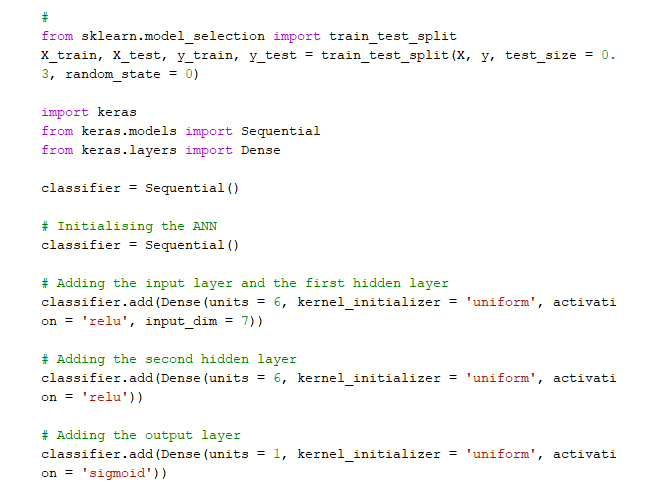 #
from sklearn.model_selection import train_test_split
X_train, X_test, y_train, y_test = train_test_split(X, y, test_size = 0.
3, random_state = 0)
import keras
from keras.models import Sequential
from keras.layers import Dense
classifier = Sequential()
# Initialising the ANN
classifier = Sequential()
# Adding the input layer and the first hidden layer
classifier.add(Dense(units = 6, kernel_initializer = 'uniform', activati
on = 'relu', input_dim = 7))
# Adding the second hidden layer
classifier.add(Dense(units = 6, kernel_initializer = 'uniform', activati
on = 'relu'))
# Adding the output layer
classifier.add(Dense(units = 1, kernel_initializer = 'uniform', activati
on = 'sigmoid'))